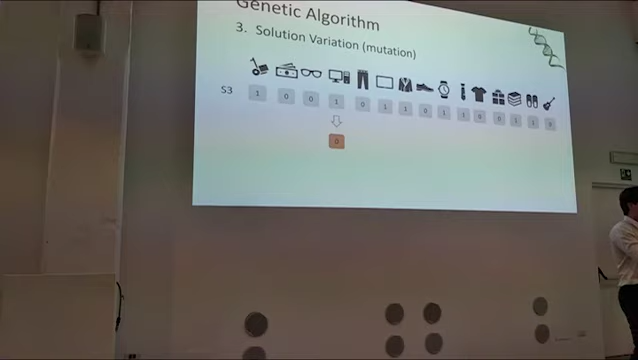 Genetic Algorithm
3. Solution Variation (mutation)
S3 1 0 0 1 0 1 1 0 1 1 0 0 1 1
0